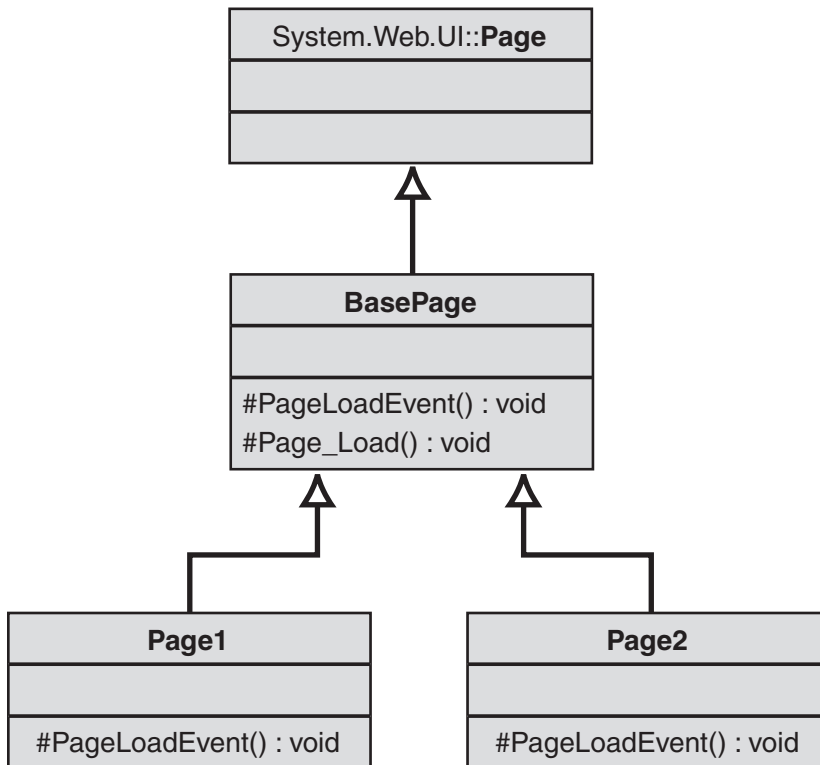 System.Web.UI::Page
BasePage
#PageLoadEvent() : void
#Page_Load() : void
Page1
Page2
#PageLoadEvent() : void
#PageLoadEvent() : void